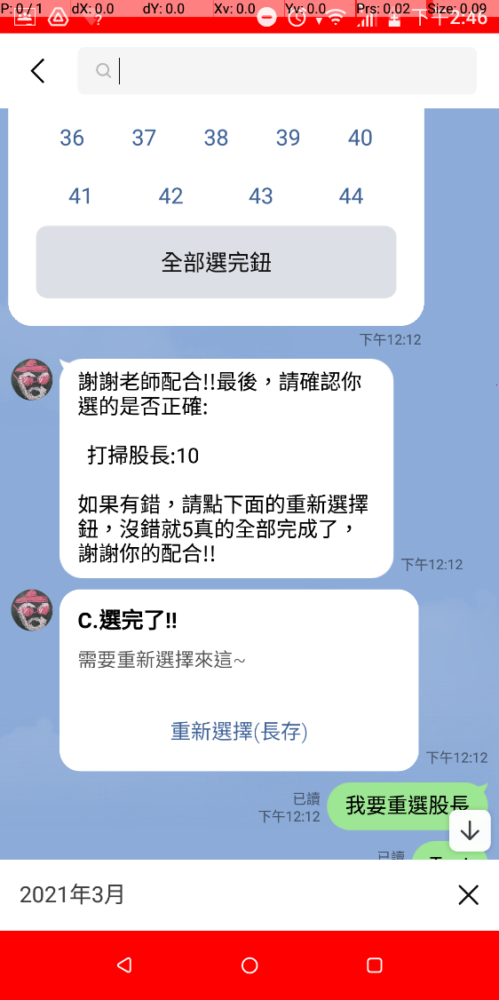 P: 0 / 1 dX: 0.0 dY: 0.0 Xv: 0.0 Yv: 0.0 Prs: 0.02 Size: 0.09
下午2:46
36 37 38 39 40
41 42 43 44
全部選完鈕
下午12:12
謝謝老師配合!!最後，請確認你
選的是否正確:
打掃股長:10
如果有錯，請點下面的重新選擇
鈕，沒錯就5真的全部完成了，
謝謝你的配合!!
下午12:12
C.選完了!!
需要重新選擇來這~
重新選擇(長存)
下午12:12
已讀
下午12:12
我要重選股長
已讀
2021年3月